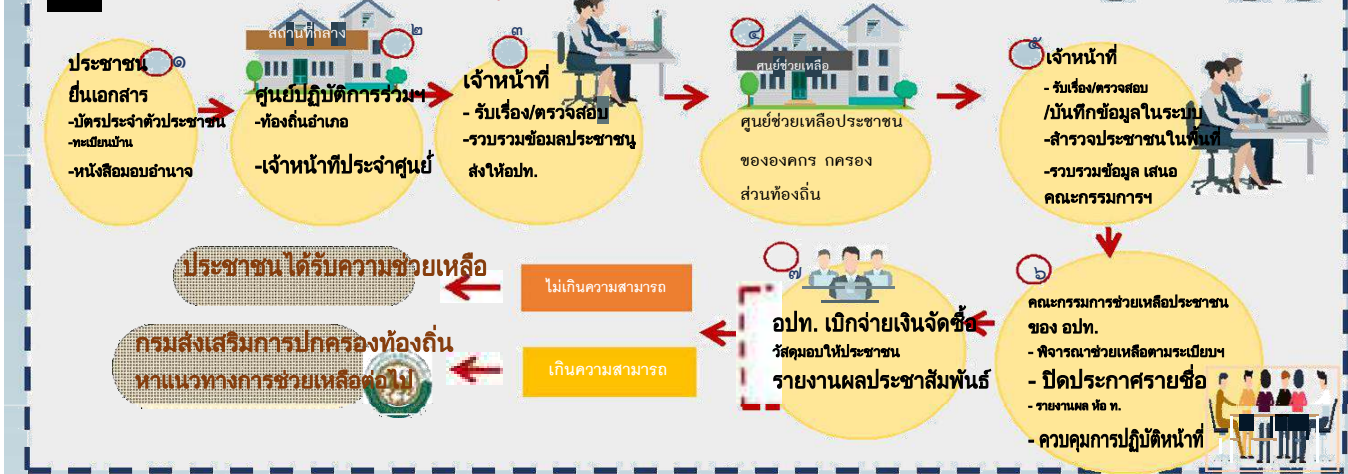 ๑
ประชาชน
ยื่นเอกสาร
-บัตรประจำตัวประชาชน
-ทะเบียนบ้าน
-หนังสือมอบอำนาจ
๒
สถานที่กลาง
ศูนย์ปฏิบัติการร่วมฯ
-ท้องถิ่นอำเภอ
-เจ้าหน้าที่ประจำศูนย์
๓
เจ้าหน้าที่
- รับเรื่อง/ตรวจสอบ
-รวบรวมข้อมลประชาชนู
ส่งให้อปท.
๔
ศูนย์ช่วยเหลือ
ศูนย์ช่วยเหลือประชาชน
ขององคกร กครอง
ส่วนท้องถิ่น
๕
เจ้าหน้าที่
- รับเรื่อง/ตรวจสอบ
/บันทึกข้อมูลในระบบ
-สำรวจประชาชนในพื้นที่
-รวบรวมข้อมูล เสนอ
คณะกรรมการฯ
๖
คณะกรรมการช่วยเหลือประชาชน
ของ อปท.
- พิจารณาช่วยเหลือตามระเบียบฯ
- ปิดประกาศรายชื่อ
- รายงานผล ห้อ ท.
- ควบคุมการปฏิบัติหน้าที่
๗
อปท. เบิกจ่ายเงินจัดซื้อ
วัสดุมอบให้ประชาชน
รายงานผลประชาสัมพันธ์
ไม่เกินความสามารถ
ประชาชนได้รับความช่วยเหลือ
เกินความสามารถ
กรมส่งเสริมการปกครองท้องถิ่น
หาแนวทางการช่วยเหลือต่อไป